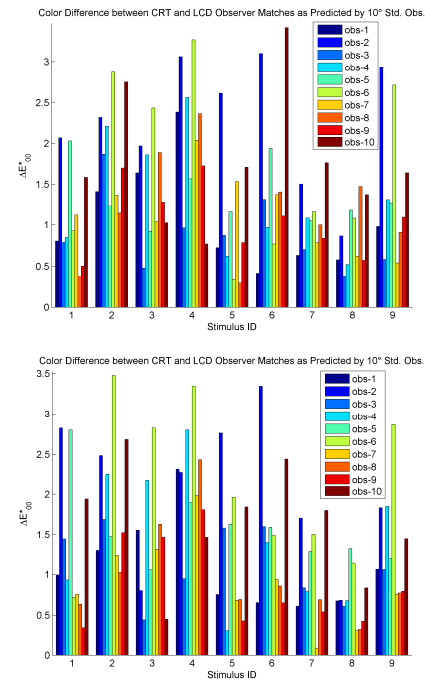 Color Difference between CRT and LCD Observer Matches as Predicted by 10° Std. Obs.
obs-1
obs-2
obs-3
obs-4
obs-5
obs-6
obs-7
obs-8
obs-9
obs-10
3
2.5
2
1.5
1
0.5
0
ΔE*00
1 2 3 4 5 6 7 8 9
Stimulus ID
Color Difference between CRT and LCD Observer Matches as Predicted by 10° Std. Obs.
obs-1
obs-2
obs-3
obs-4
obs-5
obs-6
obs-7
obs-8
obs-9
obs-10
3.5
3
2.5
2
1.5
1
0.5
0
ΔE*00
1 2 3 4 5 6 7 8 9
Stimulus ID